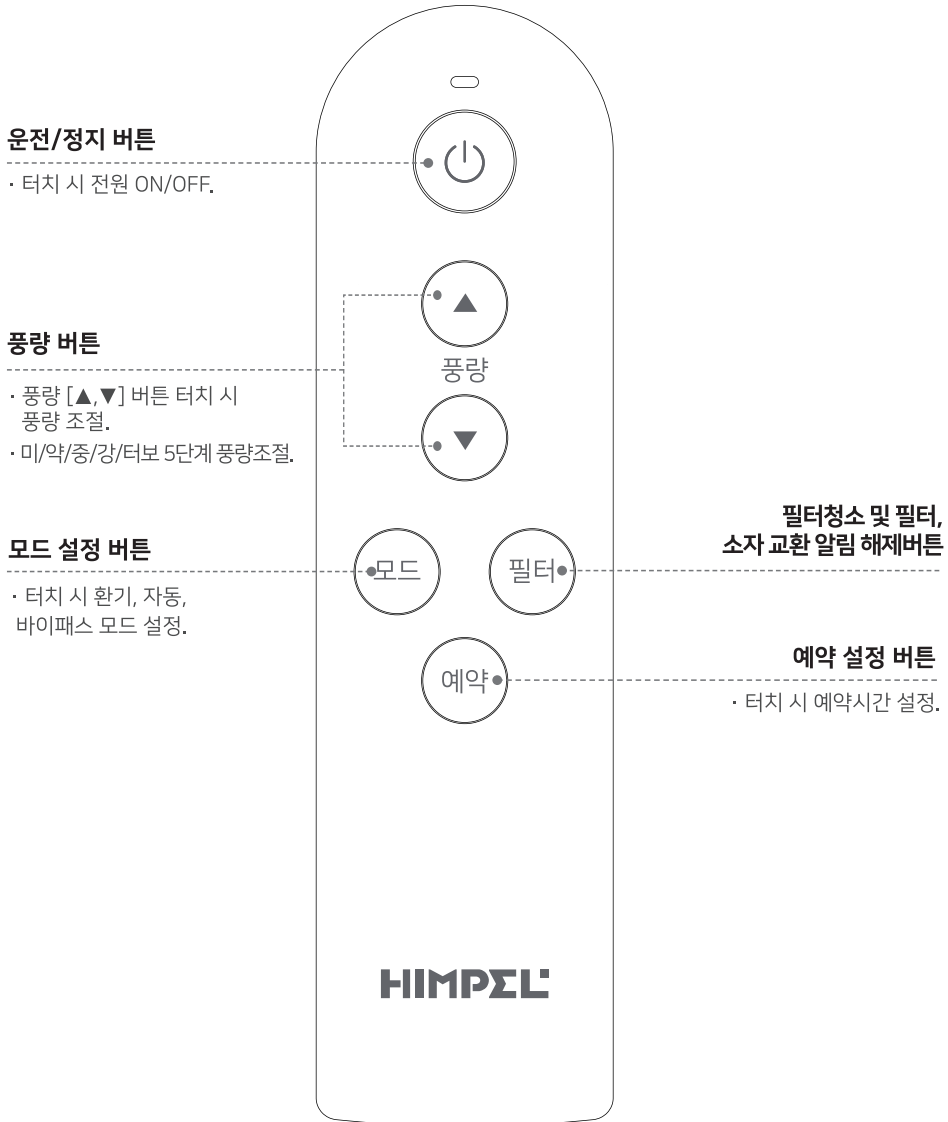 운전/정지 버튼
· 터치 시 전원 ON/OFF.
풍량 버튼
· 풍량 [▲,▼] 버튼 터치 시
풍량 조절.
· 미/약/중/강/터보 5단계 풍량조절.
모드 설정 버튼
· 터치 시 환기, 자동,
바이패스 모드 설정.
▲
풍량
▼
모드
필터
예약
필터청소 및 필터,
소자 교환 알림 해제버튼
예약 설정 버튼
· 터치 시 예약시간 설정.
HIMPEL